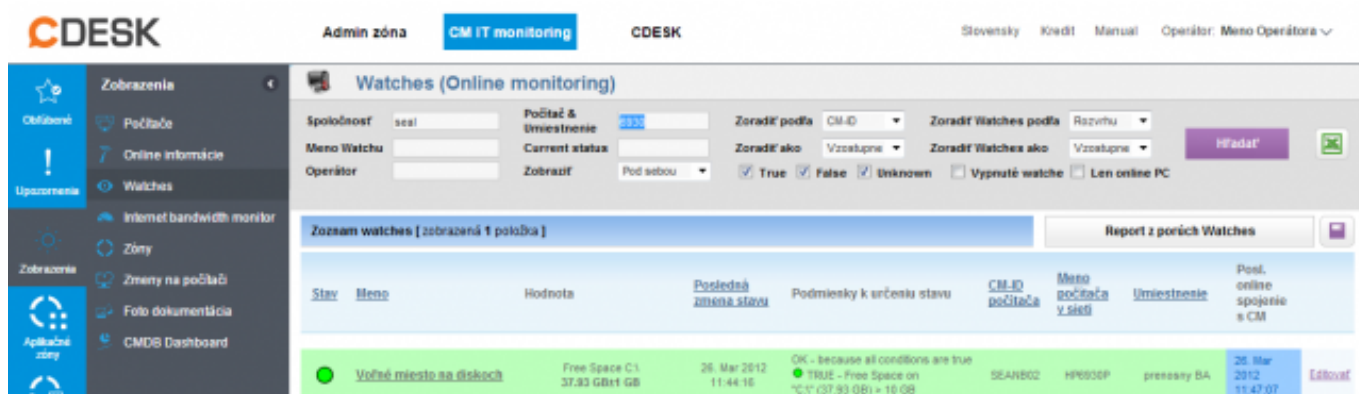 CDESK
Admin zóna CM IT monitoring CDESK
Slovensky Kredit Manual Operátor: Meno Operátora
Obľúbené
Upozornenia
Zobrazenia
Aplikačné
zóny
Zobrazenia
Počítače
Online informácie
Watches
Internet bandwidth monitor
Zóny
Zmeny na počítači
Foto dokumentácia
CMDB Dashboard
Watches (Online monitoring)
Spoločnosť seal Počítač & Umiestnenie 6930 Zoradiť podľa CM-ID Zoradiť Watches podľa Rozvrhu
Meno Watchu Current status Zoradiť ako Vzostupne Zoradiť Watches ako Vzostupne Hľadať
Operátor Zobraziť Pod sebou True False Unknown Vypnuté watche Len online PC
Zoznam watches [ zobrazená 1 položka ] Report z porúch Watches
Stav Meno Hodnota Posledná zmena stavu Podmienky k určeniu stavu CM-ID počítača Meno počítača v sieti Umiestnenie Posl. online spojenie s CM
Voľné miesto na diskoch
Free Space C:\
37.93 GB±1 GB
26. Mar 2012
11:44:16
OK - because all conditions are true
TRUE - Free Space on
"C:\" (37.93 GB) > 10 GB
SEANB02
HP6930P
prenosny BA
26. Mar
2012
11:47:07
Editovať